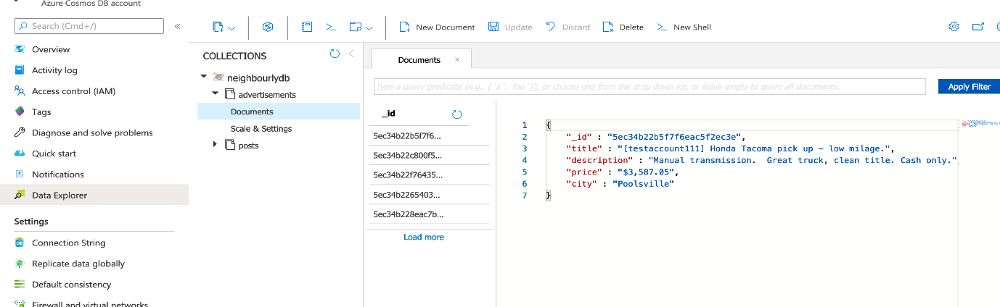 Azure Cosmos DB account
Search (Cmd+/)
«
Overview
Activity log
Access control (IAM)
Tags
Diagnose and solve problems
Quick start
Notifications
Data Explorer
Settings
Connection String
Replicate data globally
Default consistency
Firewall and virtual networks
New Document
Update
Discard
Delete
New Shell
COLLECTIONS
neighbourlydb
advertisements
Documents
Scale & Settings
posts
Documents ×
Type a query predicate (e.g., {´a´:´foo´}), or choose one from the drop down list, or leave empty to query all documents.
Apply Filter
_id
5ec34b22b5f7f6...
5ec34b22c800f5...
5ec34b22f76435...
5ec34b2265403...
5ec34b228eac7b...
Load more
1 {
2 "_id" : "5ec34b22b5f7f6eac5f2ec3e",
3 "title" : "[testaccount111] Honda Tacoma pick up - low milage.",
4 "description" : "Manual transmission.  Great truck, clean title. Cash only.",
5 "price" : "$3,587.05",
6 "city" : "Poolsville"
7 }